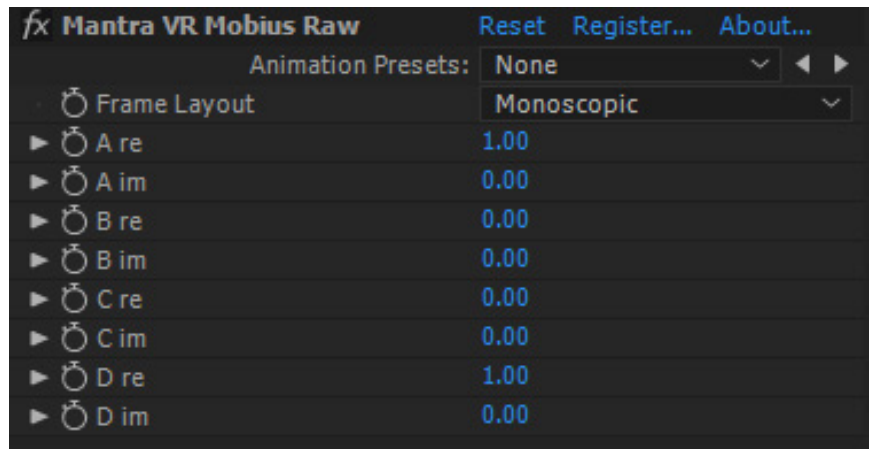 fx Mantra VR Mobius Raw Reset Register... About...
Animation Presets: None
Frame Layout Monoscopic
A re 1.00
A im 0.00
B re 0.00
B im 0.00
C re 0.00
C im 0.00
D re 1.00
D im 0.00